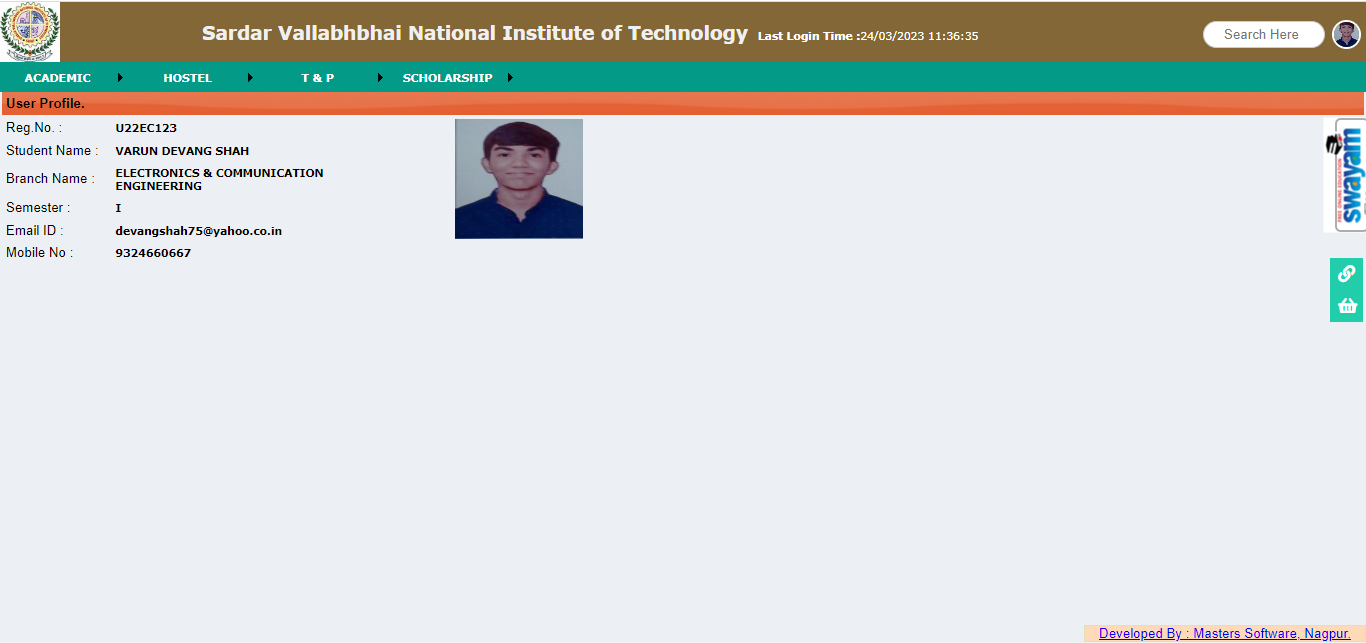 Sardar Vallabhbhai National Institute of Technology Last Login Time :24/03/2023 11:36:35 Search Here
ACADEMIC HOSTEL T & P SCHOLARSHIP
User Profile.
Reg.No. : U22EC123
Student Name : VARUN DEVANG SHAH
Branch Name : ELECTRONICS & COMMUNICATION
ENGINEERING
Semester : I
Email ID : devangshah75@yahoo.co.in
Mobile No : 9324660667
swayam
FREE ONLINE EDUCATION
Developed By : Masters Software, Nagpur.